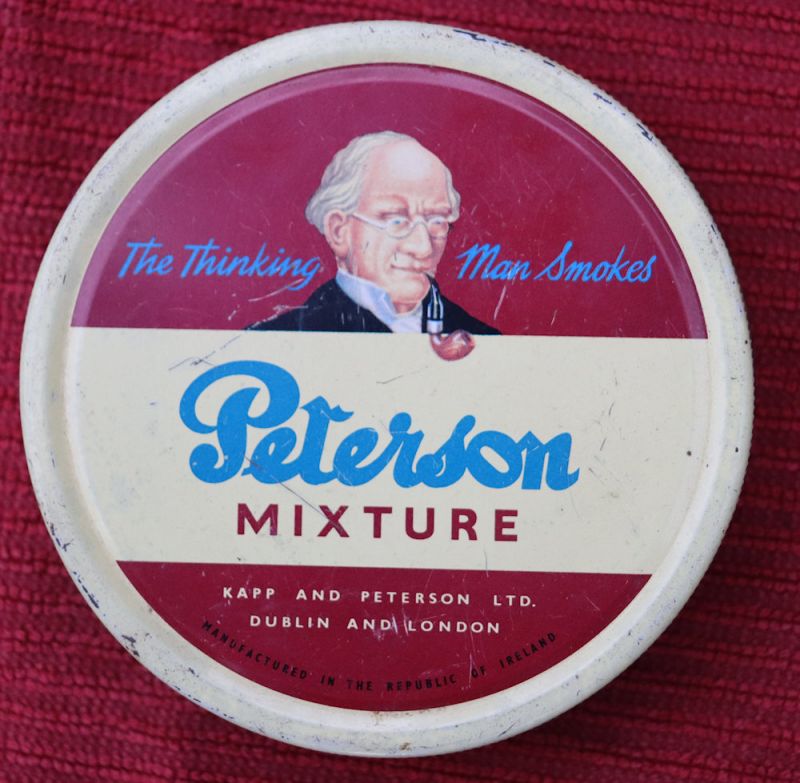 The Thinking Man Smokes
Peterson
MIXTURE
KAPP AND PETERSON LTD.
DUBLIN AND LONDON
MANUFACTURED IN THE REPUBLIC OF IRELAND